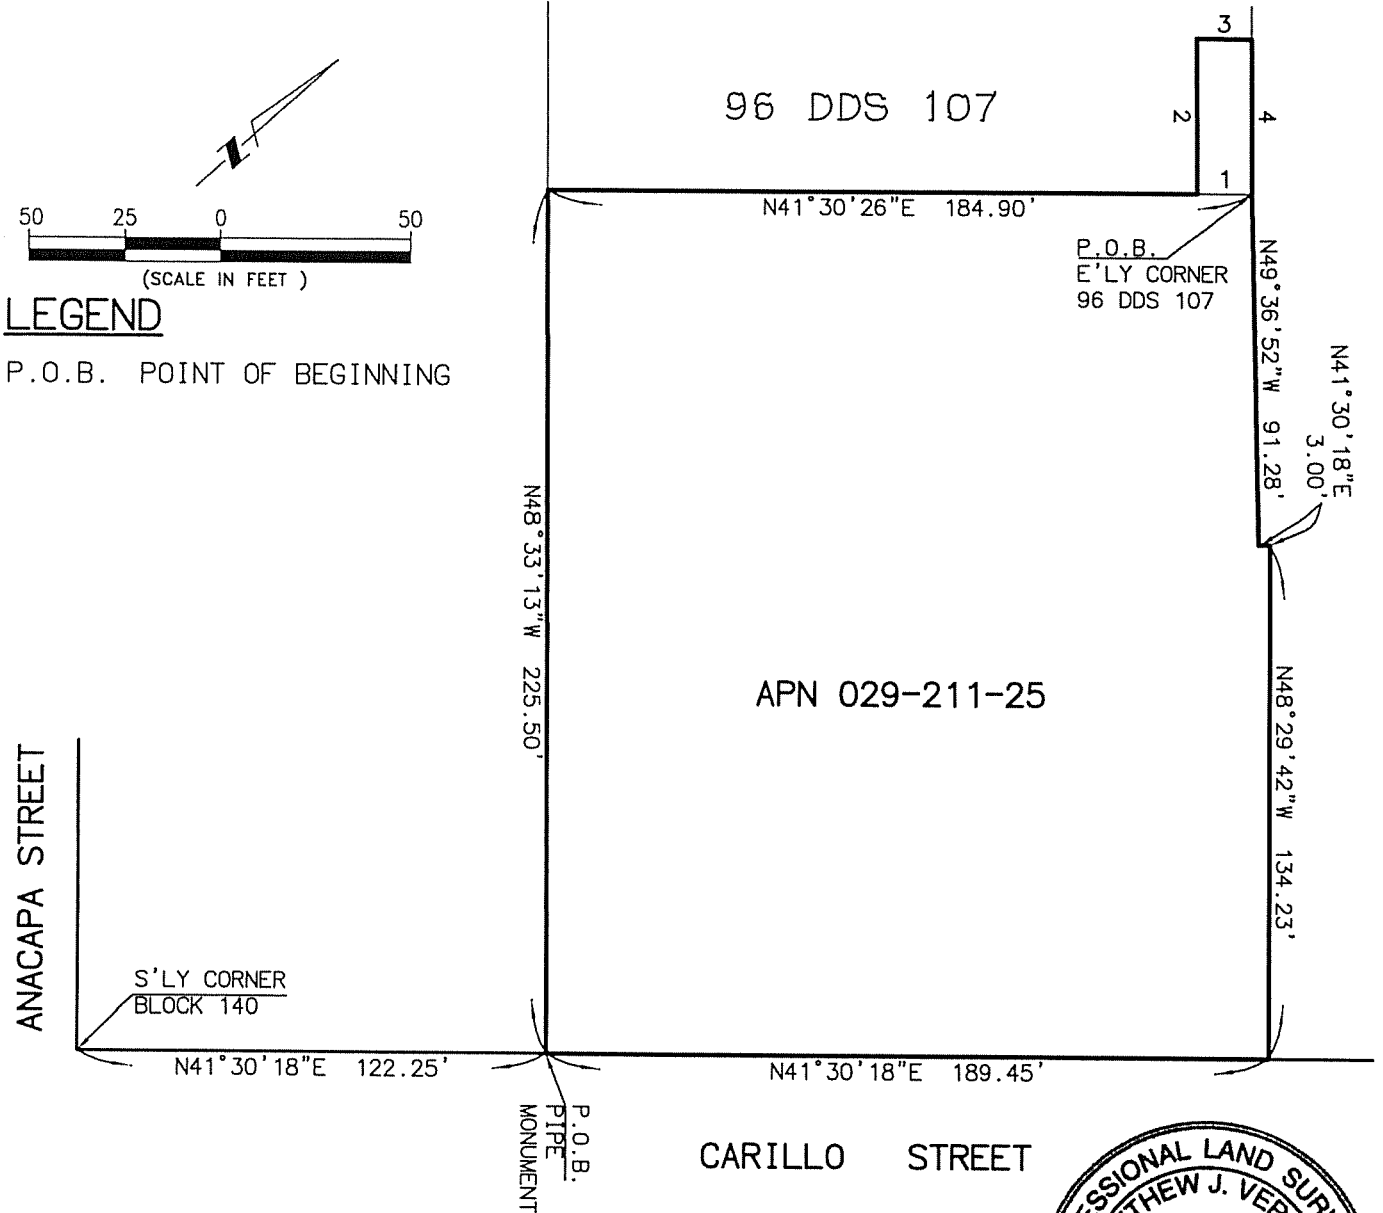 3
96 DDS 107
2
4
1
N
N41°30'26"E 184.90'
50 25 0 50
(SCALE IN FEET )
P.O.B.
E'LY CORNER
96 DDS 107
LEGEND
P.O.B. POINT OF BEGINNING
N49°36'52"W 91.28'
N41°30'18"E
3.00'
N48°33'13"W 225.50'
APN 029-211-25
N48°29'42"W 134.23'
ANACAPA STREET
S'LY CORNER
BLOCK 140
N41°30'18"E 122.25'
N41°30'18"E 189.45'
P.O.B.
PIPE
MONUMENT
CARILLO STREET
LAND
J.